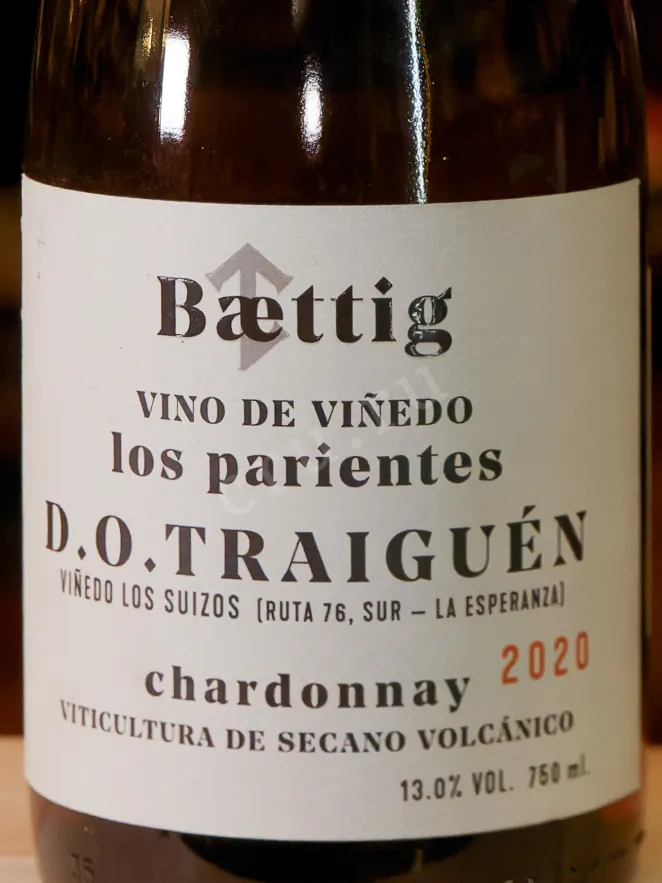 Bættig
VINO DE VIÑEDO
los parientes
D.O.TRAIGUÉN
VIÑEDO LOS SUIZOS (RUTA 76, SUR – LA ESPERANZA)
chardonnay 2020
VITICULTURA DE SECANO VOLCÁNICO
13.0% VOL. 750 ml.